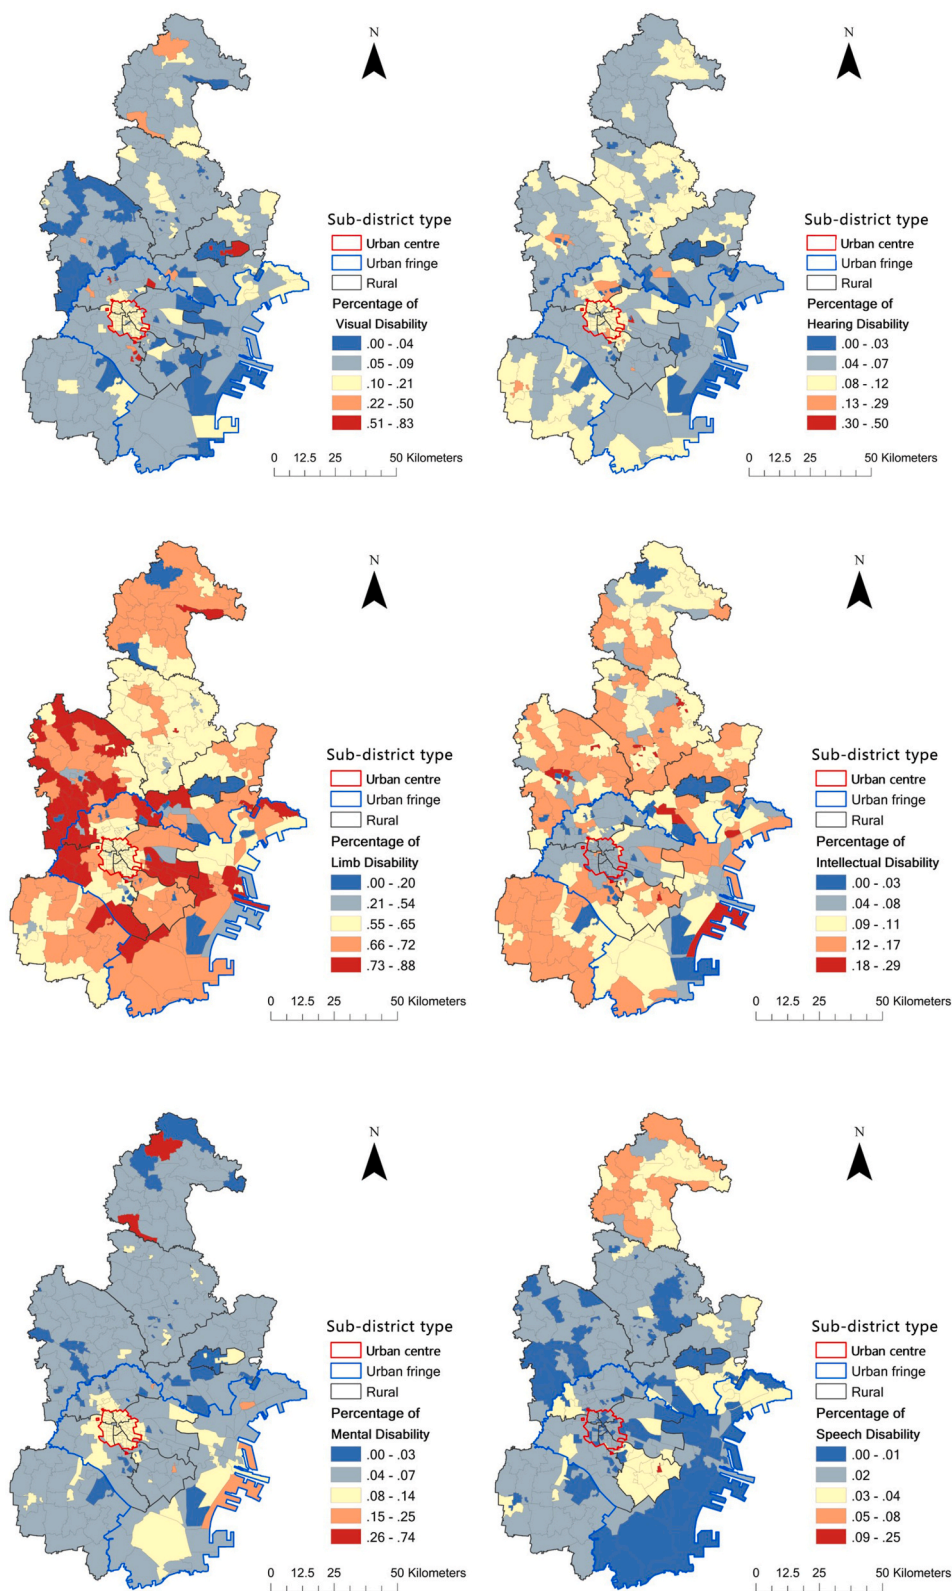 N
Sub-district type
Urban centre
Urban fringe
Rural
Percentage of
Visual Disability
.00 - .04
.05 - .09
.10 - .21
.22 - .50
.51 - .83
0 12.5 25 50 Kilometers
N
Sub-district type
Urban centre
Urban fringe
Rural
Percentage of
Hearing Disability
.00 - .03
.04 - .07
.08 - .12
.13 - .29
.30 - .50
0 12.5 25 50 Kilometers
N
Sub-district type
Urban centre
Urban fringe
Rural
Percentage of
Limb Disability
.00 - .20
.21 - .54
.55 - .65
.66 - .72
.73 - .88
0 12.5 25 50 Kilometers
N
Sub-district type
Urban centre
Urban fringe
Rural
Percentage of
Intellectual Disability
.00 - .03
.04 - .08
.09 - .11
.12 - .17
.18 - .29
0 12.5 25 50 Kilometers
N
Sub-district type
Urban centre
Urban fringe
Rural
Percentage of
Mental Disability
.00 - .03
.04 - .07
.08 - .14
.15 - .25
.26 - .74
0 12.5 25 50 Kilometers
N
Sub-district type
Urban centre
Urban fringe
Rural
Percentage of
Speech Disability
.00 - .01
.02
.03 - .04
.05 - .08
.09 - .25
0 12.5 25 50 Kilometers